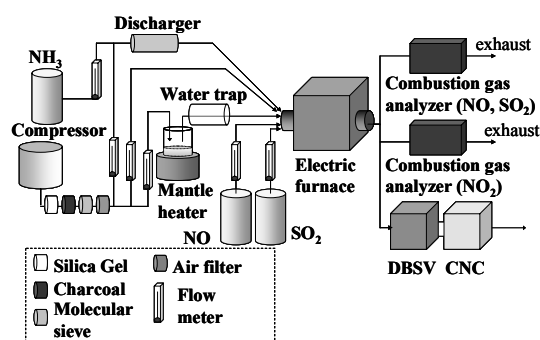 Discharger
NH3
exhaust
Compressor
Water trap
Combustion gas
analyzer (NO, SO2)
exhaust
Electric
furnace
Combustion gas
analyzer (NO2)
Mantle
heater
NO
SO2
DBSV CNC
Silica Gel
Air filter
Charcoal
Flow
meter
Molecular
sieve